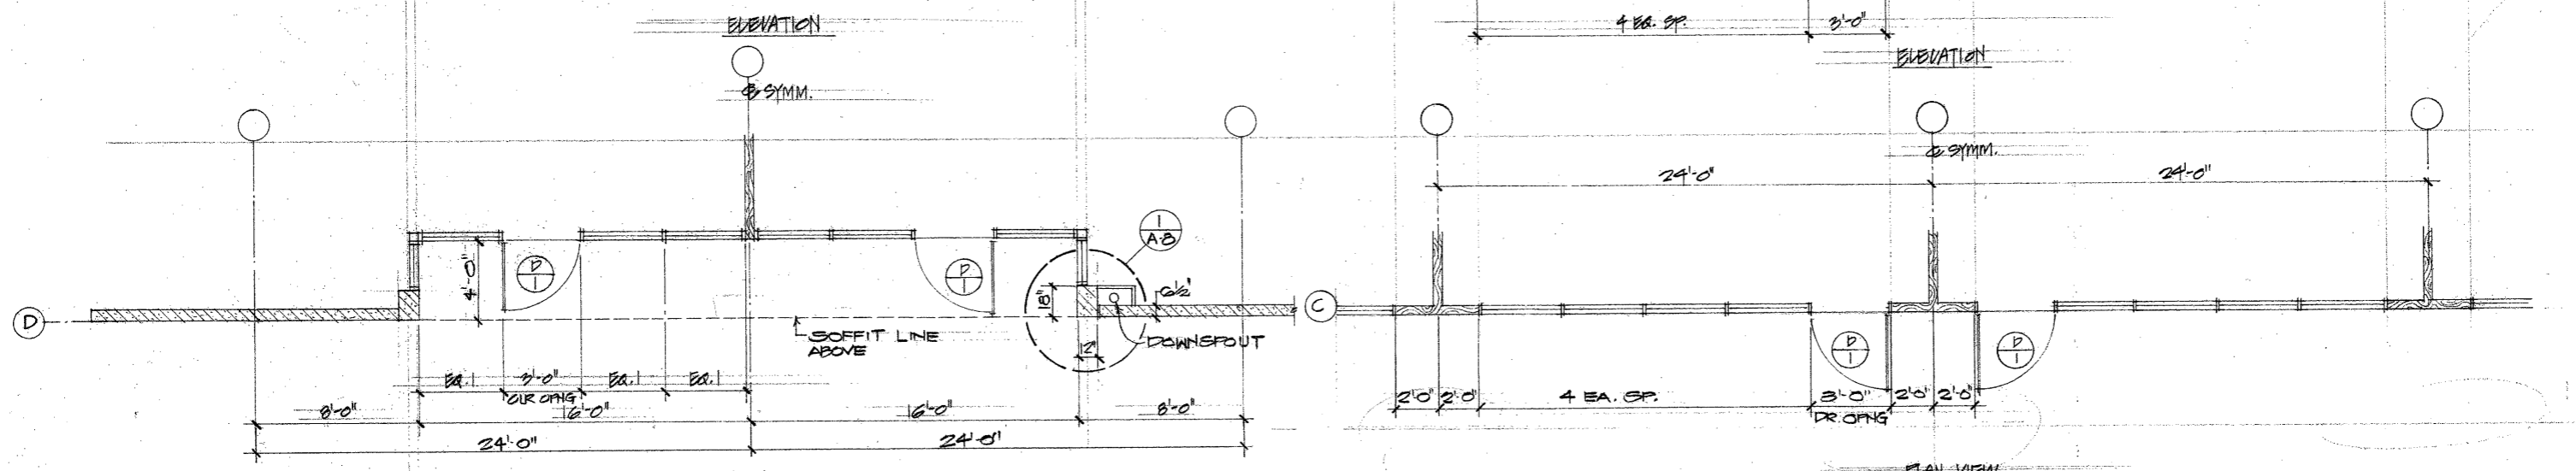 ELEVATION
4 EQ. SP.
3'-0"
ELEVATION
℄ SYMM.
℄ SYMM.
24'-0"
24'-0"
1
A-8
4'-0"
D
1
D
1
18"
6½"
D
C
SOFFIT LINE
ABOVE
12"
DOWNSPOUT
D
1
D
1
EQ.
3'-0"
EQ.
EQ.
CLR OPNG
8'-0"
16'-0"
16'-0"
8'-0"
2'-0"
2'-0"
4 EA. SP.
3'-0"
2'-0"
2'-0"
DR. OPNG
24'-0"
24'-0"
PLAN VIEW